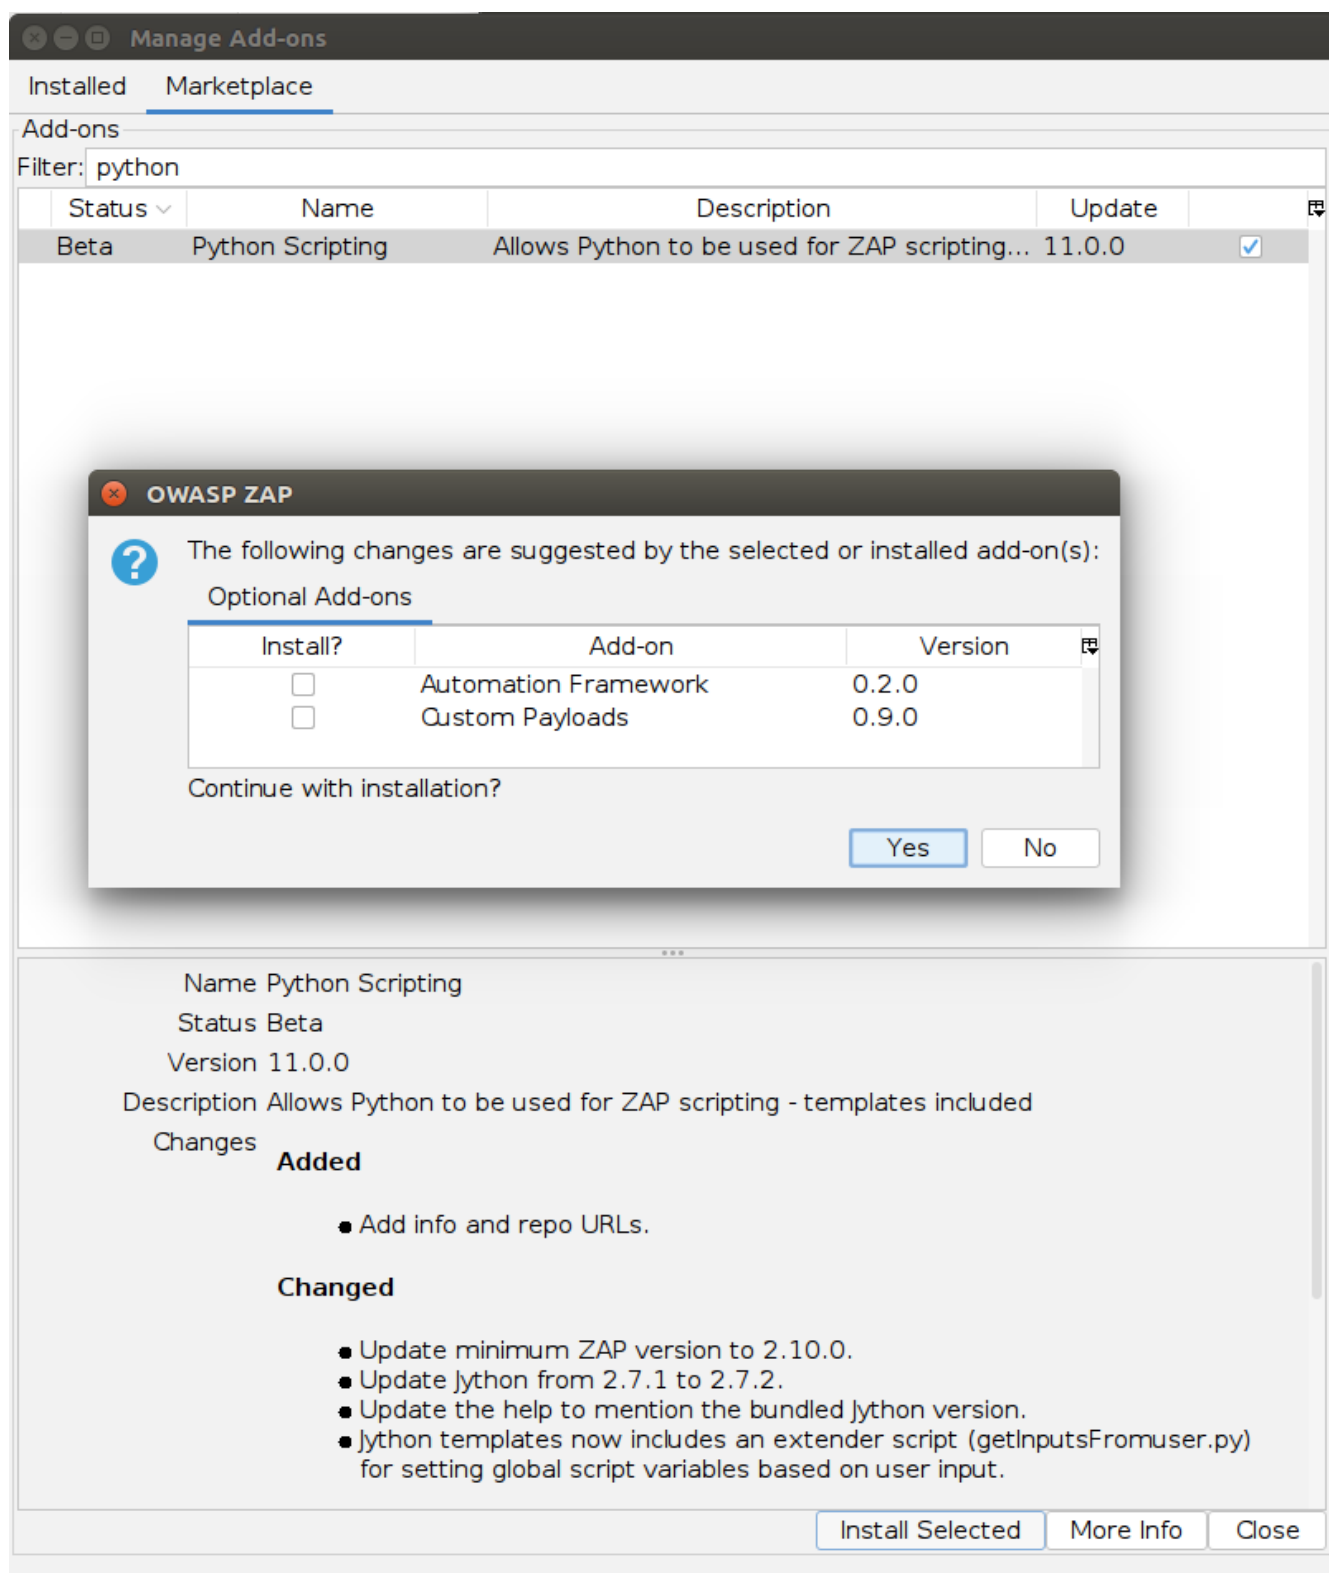 Manage Add-ons
Installed Marketplace
Add-ons
Filter: python
Status Name Description Update
Beta Python Scripting Allows Python to be used for ZAP scripting... 11.0.0
OWASP ZAP
The following changes are suggested by the selected or installed add-on(s):
Optional Add-ons
Install? Add-on Version
Automation Framework 0.2.0
Custom Payloads 0.9.0
Continue with installation?
Yes No
Name Python Scripting
Status Beta
Version 11.0.0
Description Allows Python to be used for ZAP scripting - templates included
Changes
Added
Add info and repo URLs.
Changed
Update minimum ZAP version to 2.10.0.
Update Jython from 2.7.1 to 2.7.2.
Update the help to mention the bundled Jython version.
Jython templates now includes an extender script (getInputsFromuser.py)
for setting global script variables based on user input.
Install Selected More Info Close